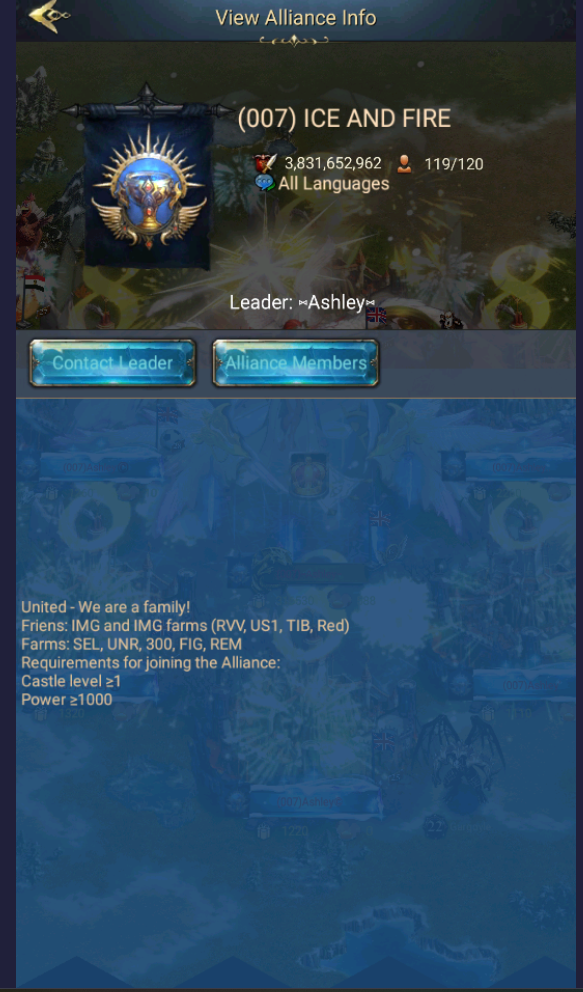 View Alliance Info
(007) ICE AND FIRE
3,831,652,962 119/120
All Languages
Leader: ⋈Ashley⋈
Contact Leader Alliance Members
United - We are a family!
Friens: IMG and IMG farms (RVV, US1, TIB, Red)
Farms: SEL, UNR, 300, FIG, REM
Requirements for joining the Alliance:
Castle level ≥1
Power ≥1000
(007)Ashley